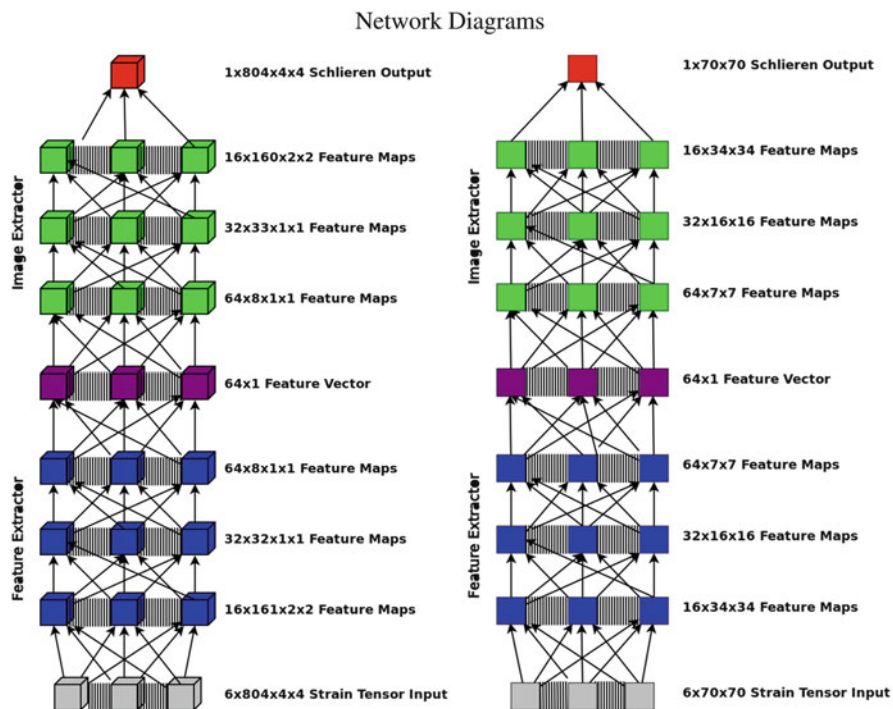 Network Diagrams
1x804x4x4 Schlieren Output
16x160x2x2 Feature Maps
32x33x1x1 Feature Maps
64x8x1x1 Feature Maps
64x1 Feature Vector
64x8x1x1 Feature Maps
32x32x1x1 Feature Maps
16x161x2x2 Feature Maps
6x804x4x4 Strain Tensor Input
Image Extractor
Feature Extractor
1x70x70 Schlieren Output
16x34x34 Feature Maps
32x16x16 Feature Maps
64x7x7 Feature Maps
64x1 Feature Vector
64x7x7 Feature Maps
32x16x16 Feature Maps
16x34x34 Feature Maps
6x70x70 Strain Tensor Input
Image Extractor
Feature Extractor